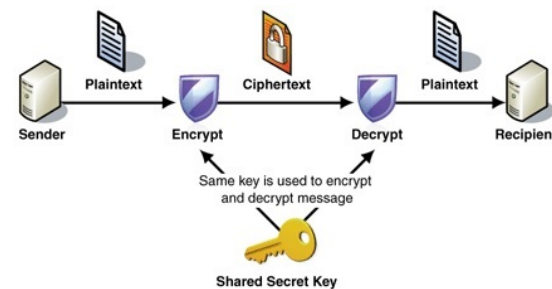 Plaintext
Ciphertext
Plaintext
Sender
Encrypt
Decrypt
Recipien
Same key is used to encrypt
and decrypt message
Shared Secret Key